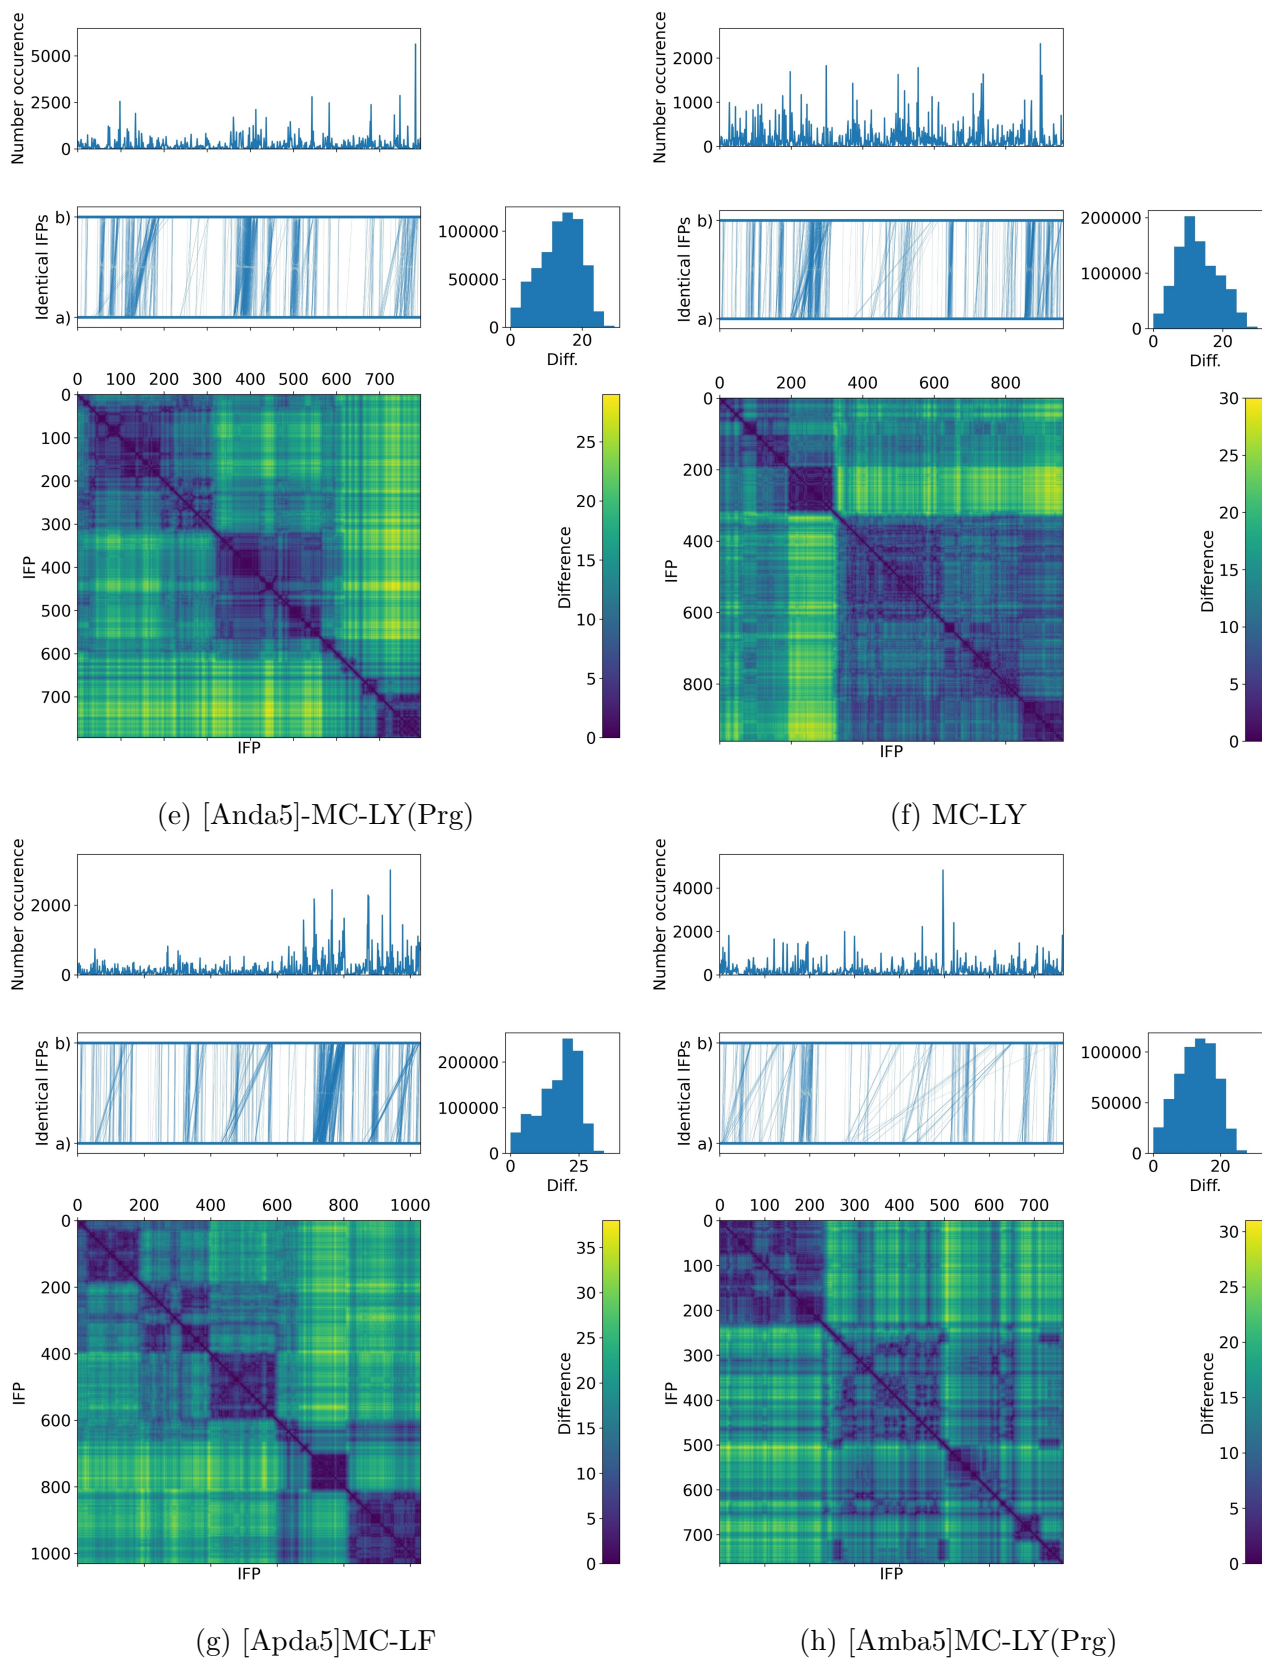 Number occurence
5000
2500
0
Identical IFPs
b)
a)
100000
50000
0
0 20
Diff.
0 100 200 300 400 500 600 700
IFP
0
100
200
300
400
500
600
700
IFP
Difference
25
20
15
10
5
0
(e) [Anda5]-MC-LY(Prg)
Number occurence
2000
1000
0
Identical IFPs
b)
a)
200000
100000
0
0 20
Diff.
0 200 400 600 800
IFP
0
200
400
600
800
IFP
Difference
30
25
20
15
10
5
0
(f) MC-LY
Number occurence
2000
0
Identical IFPs
b)
a)
200000
100000
0
0 25
Diff.
0 200 400 600 800 1000
IFP
0
200
400
600
800
1000
IFP
Difference
35
30
25
20
15
10
5
0
(g) [Apda5]MC-LF
Number occurence
4000
2000
0
Identical IFPs
b)
a)
100000
50000
0
0 20
Diff.
0 100 200 300 400 500 600 700
IFP
0
100
200
300
400
500
600
700
IFP
Difference
30
25
20
15
10
5
0
(h) [Amba5]MC-LY(Prg)